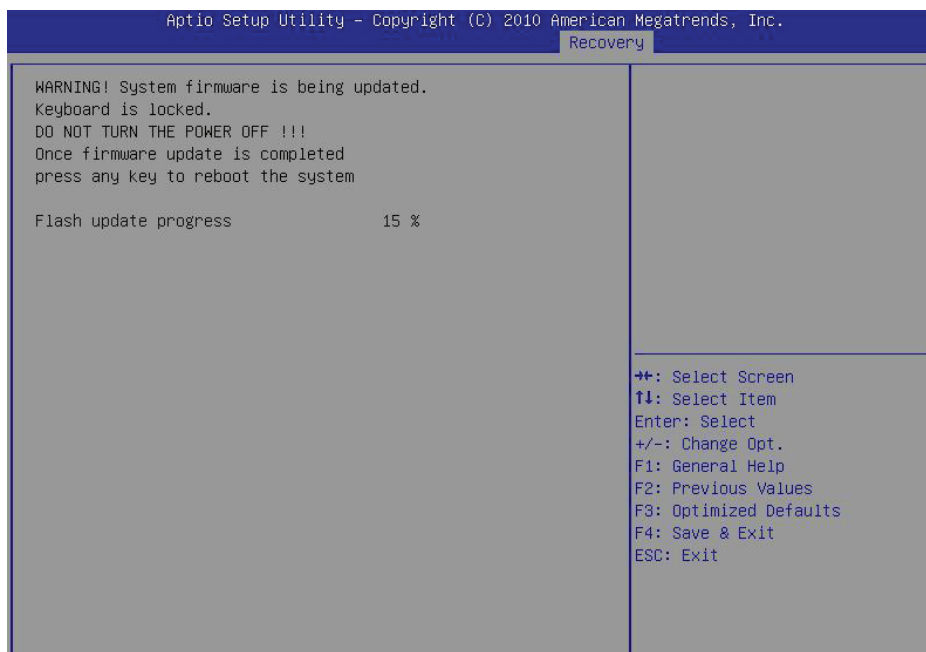 Aptio Setup Utility – Copyright (C) 2010 American Megatrends, Inc.
Recovery
WARNING! System firmware is being updated.
Keyboard is locked.
DO NOT TURN THE POWER OFF !!!
Once firmware update is completed
press any key to reboot the system
Flash update progress 15 %
→←: Select Screen
↑↓: Select Item
Enter: Select
+/-: Change Opt.
F1: General Help
F2: Previous Values
F3: Optimized Defaults
F4: Save & Exit
ESC: Exit